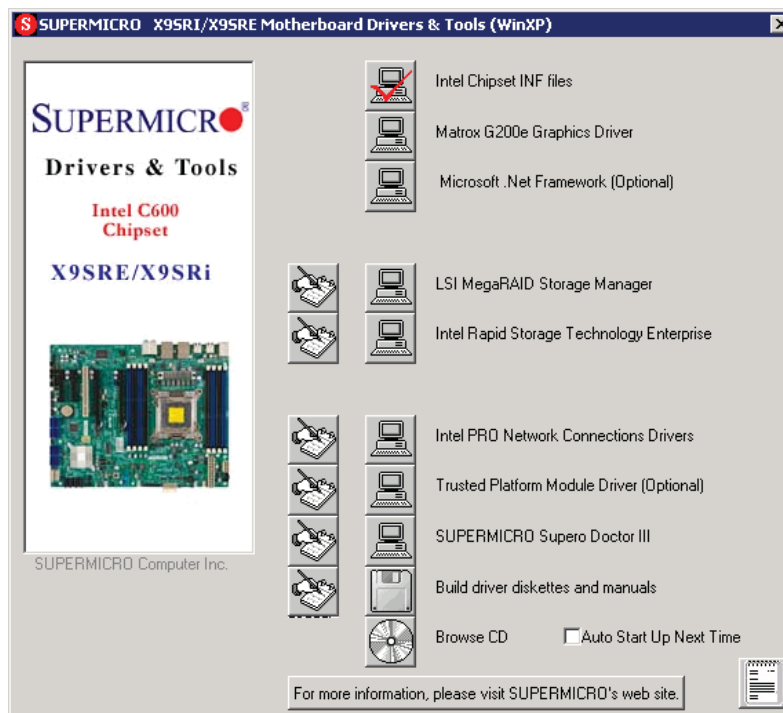 SUPERMICRO X9SRI/X9SRE Motherboard Drivers & Tools (WinXP)
SUPERMICRO
Drivers & Tools
Intel C600
Chipset
X9SRE/X9SRi
SUPERMICRO Computer Inc.
Intel Chipset INF files
Matrox G200e Graphics Driver
Microsoft .Net Framework (Optional)
LSI MegaRAID Storage Manager
Intel Rapid Storage Technology Enterprise
Intel PRO Network Connections Drivers
Trusted Platform Module Driver (Optional)
SUPERMICRO Supero Doctor III
Build driver diskettes and manuals
Browse CD Auto Start Up Next Time
For more information, please visit SUPERMICRO's web site.